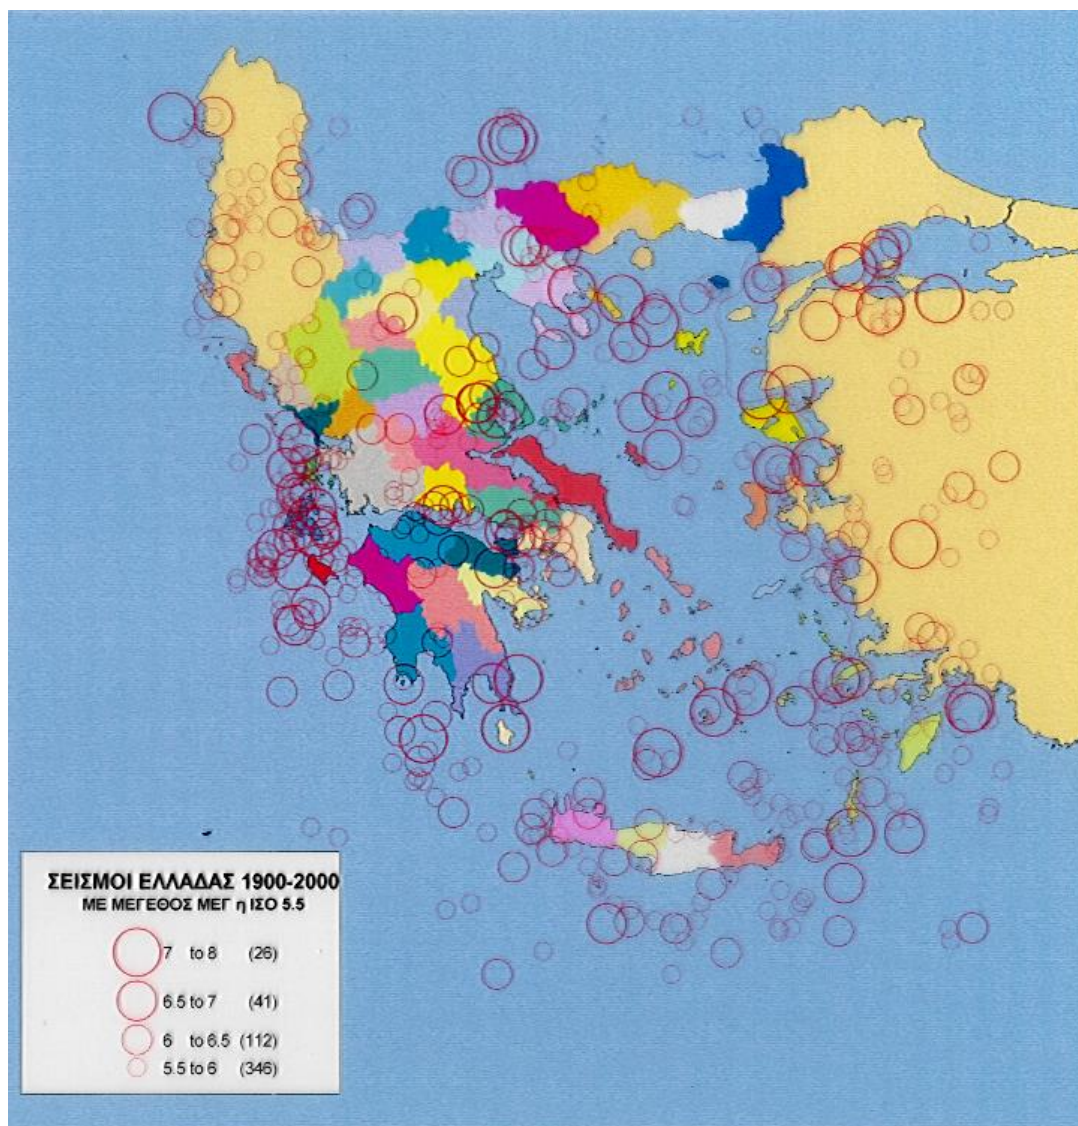 ΣΕΙΣΜΟΙ ΕΛΛΑΔΑΣ 1900-2000
ΜΕ ΜΕΓΕΘΟΣ ΜΕΓ η ΙΣΟ 5.5
7 to 8 (26)
6.5 to 7 (41)
6 to 6.5 (112)
5.5 to 6 (346)